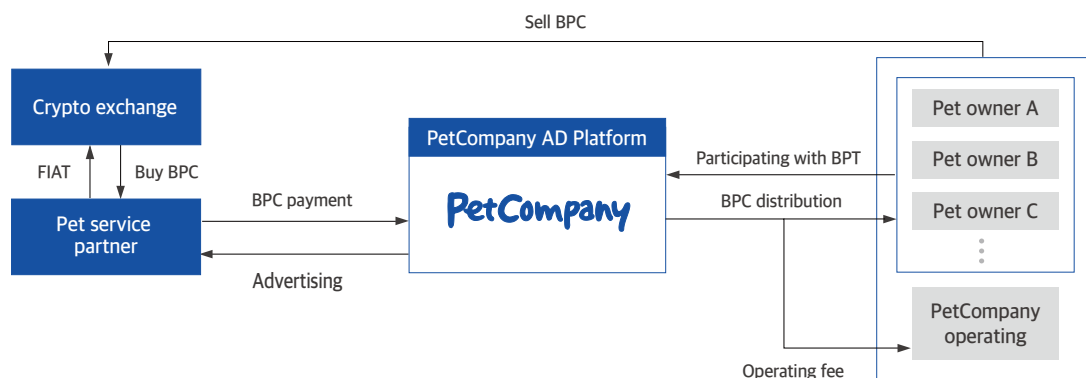 Sell BPC
Crypto exchange
Pet owner A
PetCompany AD Platform
Participating with BPT
Pet owner B
FIAT
Buy BPC
BPC payment
PetCompany
BPC distribution
Pet owner C
Pet service
partner
Advertising
PetCompany
operating
Operating fee